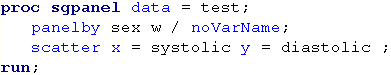 proc sgpanel data = test;
panelby sex w / noVarName;
scatter x = systolic y = diastolic ;
run;